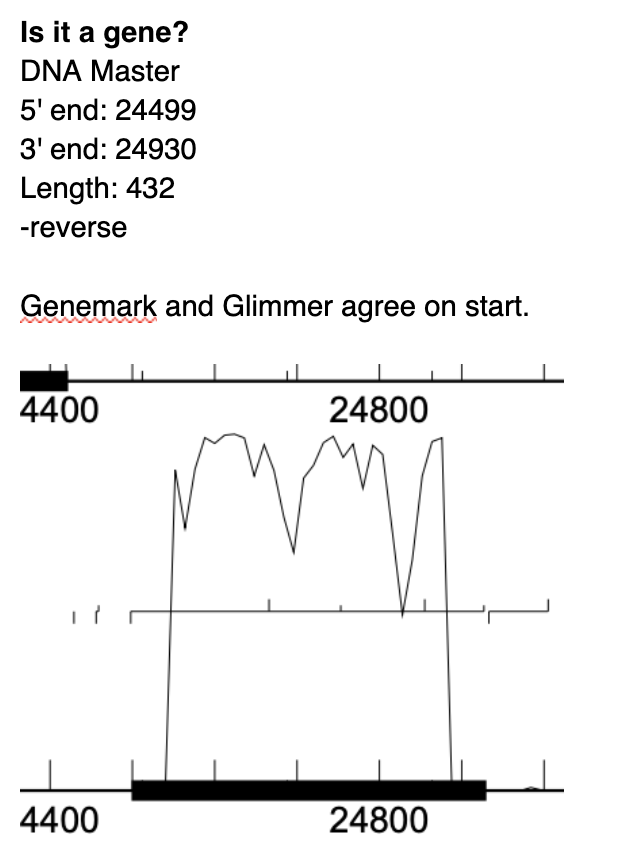 Is it a gene?
DNA Master
5' end: 24499
3' end: 24930
Length: 432
-reverse
Genemark and Glimmer agree on start.
4400 24800
4400 24800